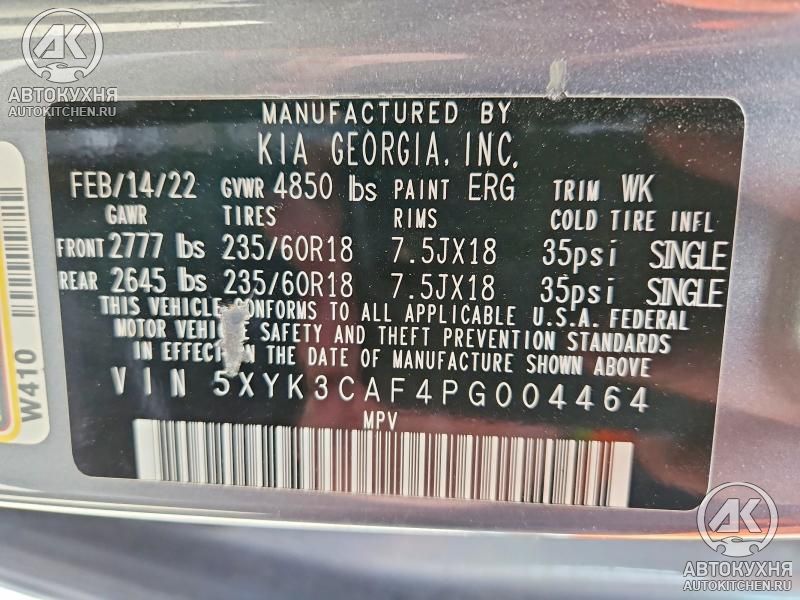 AK
АВТОКУХНЯ
AUTOKITCHEN.RU
MANUFACTURED BY
KIA GEORGIA, INC.
FEB/14/22 GVWR 4850 lbs PAINT ERG TRIM WK
GAWR TIRES RIMS COLD TIRE INFL
FRONT 2777 lbs 235/60R18 7.5JX18 35psi SINGLE
REAR 2645 lbs 235/60R18 7.5JX18 35psi SINGLE
THIS VEHICLE CONFORMS TO ALL APPLICABLE U.S.A. FEDERAL
MOTOR VEHICLE SAFETY AND THEFT PREVENTION STANDARDS
IN EFFECT ON THE DATE OF MANUFACTURE SHOWN ABOVE
VIN 5XYK3CAF4PG004464
MPV
W410
AK
АВТОКУХНЯ
AUTOKITCHEN.RU